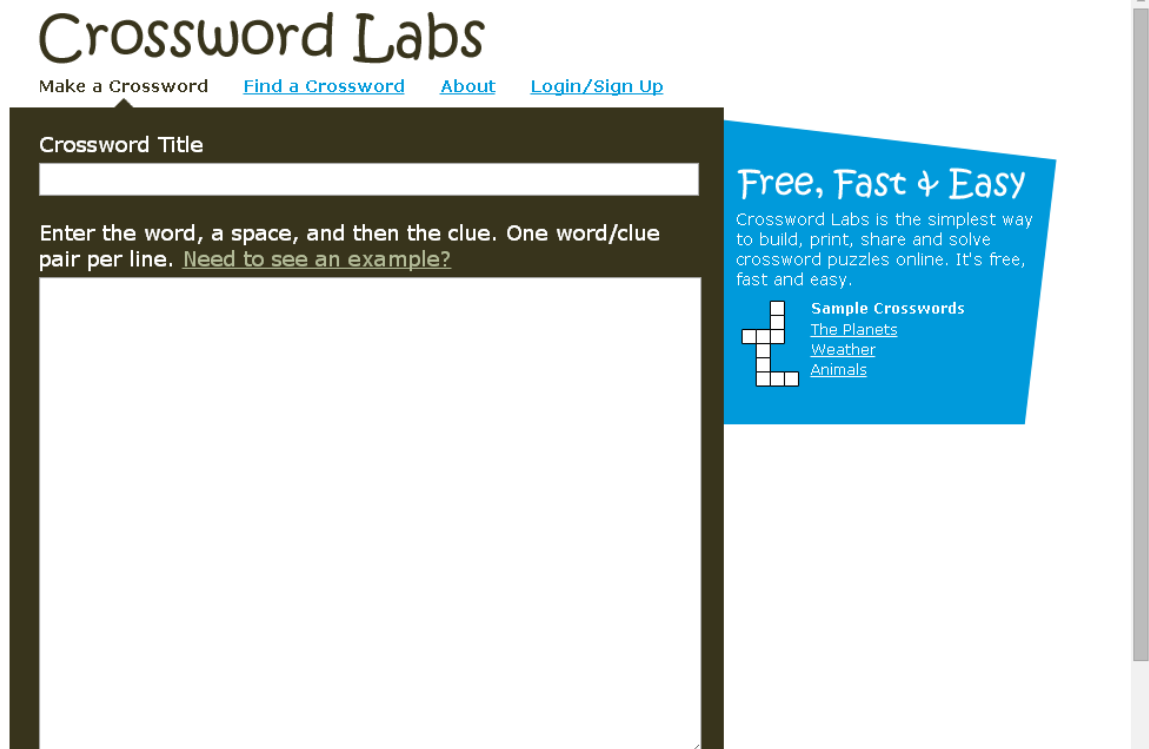 Crossword Labs
Make a Crossword Find a Crossword About Login/Sign Up
Crossword Title
Enter the word, a space, and then the clue. One word/clue
pair per line. Need to see an example?
Free, Fast & Easy
Crossword Labs is the simplest way
to build, print, share and solve
crossword puzzles online. It's free,
fast and easy.
Sample Crosswords
The Planets
Weather
Animals